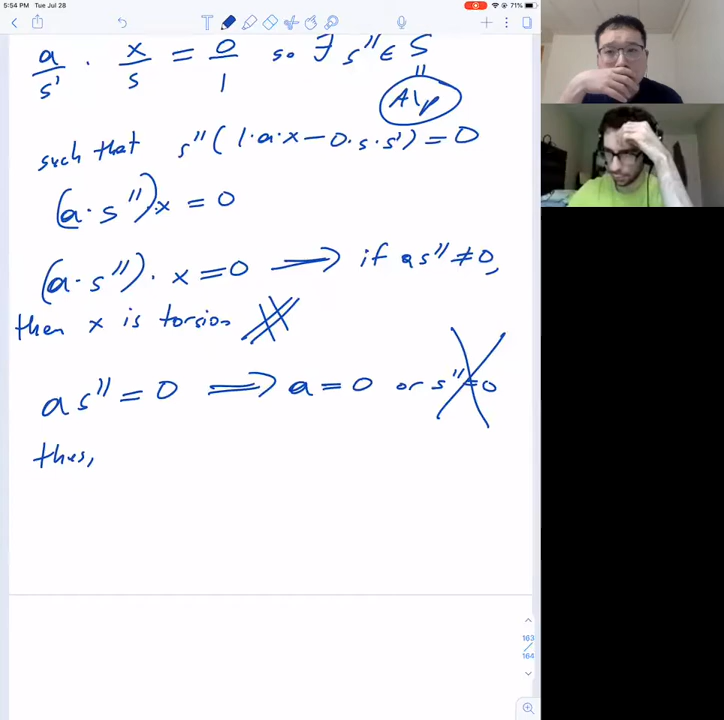 5:54 PM Tue Jul 28
71%
a/s' · x/s = 0/1 so ∃ s'' ∈ S
=
A\p
such that s''(1·a·x − 0·s·s') = 0
(a·s'')·x = 0
(a·s'')·x = 0 ⟹ if as'' ≠ 0,
then x is torsion
as'' = 0 ⟹ a = 0 or s'' = 0
thus,
163
/
164